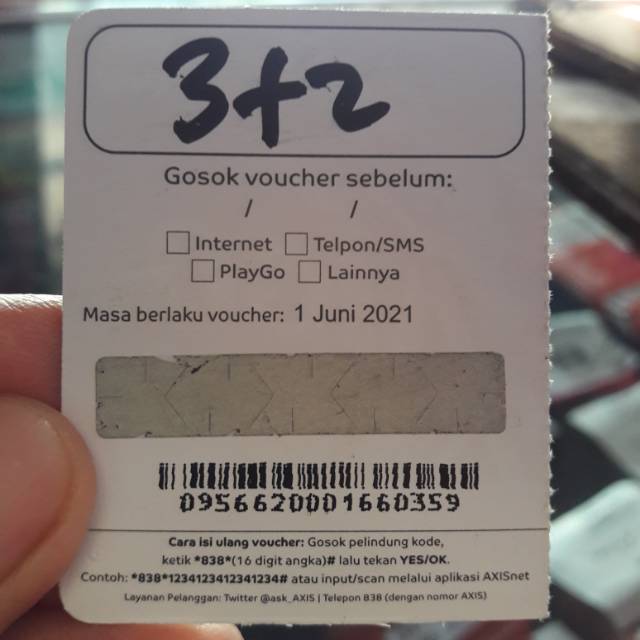 3+2
Gosok voucher sebelum:
/ /
Internet Telpon/SMS
PlayGo Lainnya
Masa berlaku voucher: 1 Juni 2021
0956620001660359
Cara isi ulang voucher: Gosok pelindung kode,
ketik *838*(16 digit angka)# lalu tekan YES/OK.
Contoh: *838*1234123412341234# atau input/scan melalui aplikasi AXISnet
Layanan Pelanggan: Twitter @ask_AXIS | Telepon 838 (dengan nomor AXIS)